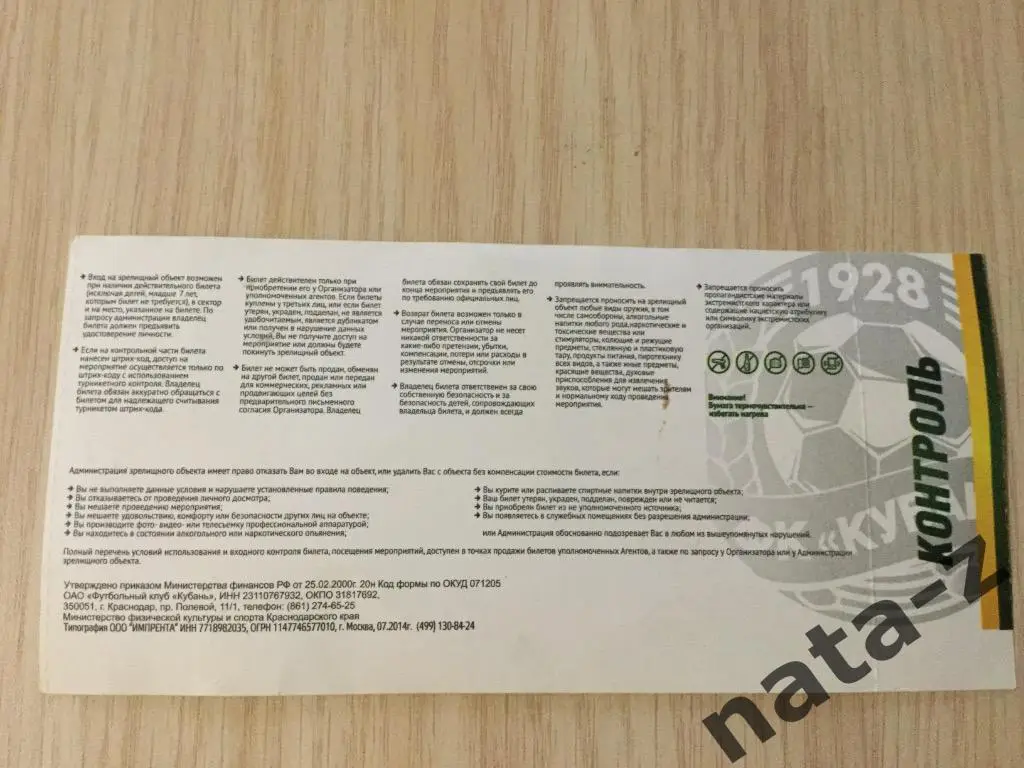 ➔ Вход на зрелищный объект возможен
при наличии действительного билета
(исключая детей, младше 7 лет,
которым билет не требуется), в сектор
и на место, указанное на билете. По
запросу администрации владелец
билета должен предъявить
удостоверение личности.
➔ Если на контрольной части билета
нанесен штрих-код, доступ на
мероприятие осуществляется только по
штрих-коду с использованием
турникетного контроля. Владелец
билета обязан аккуратно обращаться с
билетом для надлежащего считывания
турникетом штрих-кода.
➔ Билет действителен только при
приобретении его у Организатора или
уполномоченных агентов. Если билеты
куплены у третьих лиц, или если билет
утерян, украден, подделан, не является
удобочитаемым, является дубликатом
или получен в нарушение данных
условий, Вы не получите доступ на
мероприятие или должны будете
покинуть зрелищный объект.
➔ Билет не может быть продан, обменян
на другой билет, продан или передан
для коммерческих, рекламных или
продвигающих целей без
предварительного письменного
согласия Организатора. Владелец
билета обязан сохранить свой билет до
конца мероприятия и предъявлять его
по требованию официальных лиц.
➔ Возврат билета возможен только в
случае переноса или отмены
мероприятия. Организатор не несет
никакой ответственности за
какие-либо претензии, убытки,
компенсации, потери или расходы в
результате отмены, отсрочки или
изменения мероприятий.
➔ Владелец билета ответственен за свою
собственную безопасность и за
безопасность детей, сопровождающих
владельца билета, и должен всегда
проявлять внимательность.
➔ Запрещается проносить на зрелищный
объект любые виды оружия, в том
числе самообороны, алкогольные
напитки любого рода,наркотические и
токсические вещества или
стимуляторы, колющие и режущие
предметы, стеклянную и пластиковую
тару, продукты питания, пиротехнику
всех видов, а также иные предметы,
красящие вещества, духовые
приспособления для извлечения
звуков, которые могут мешать зрителям
и нормальному ходу проведения
мероприятия.
➔ Запрещается проносить
пропагандистские материалы
экстремистского характера или
содержащие нацистскую атрибутику
или символику экстремистских
организаций.
Внимание!
Бумага термочувствительна —
избегать нагрева
1928
«КУБ
КОНТРОЛЬ
Администрация зрелищного объекта имеет право отказать Вам во входе на объект, или удалить Вас с объекта без компенсации стоимости билета, если:
➔ Вы не выполняете данные условия и нарушаете установленные правила поведения;
➔ Вы отказываетесь от проведения личного досмотра;
➔ Вы мешаете проведению мероприятия;
➔ Вы мешаете удовольствию, комфорту или безопасности других лиц на объекте;
➔ Вы производите фото- видео- или телесъемку профессиональной аппаратурой;
➔ Вы находитесь в состоянии алкогольного или наркотического опьянения;
➔ Вы курите или распиваете спиртные напитки внутри зрелищного объекта;
➔ Ваш билет утерян, украден, подделан, поврежден или не читается;
➔ Вы приобрели билет из не уполномоченного источника;
➔ Вы появляетесь в служебных помещениях без разрешения администрации;
или Администрация обоснованно подозревает Вас в любом из вышеупомянутых нарушений.
Полный перечень условий использования и входного контроля билета, посещения мероприятий, доступен в точках продажи билетов уполномоченных Агентов, а также по запросу у Организатора или у Администрации
зрелищного объекта.
Утверждено приказом Министерства финансов РФ от 25.02.2000г. 20н Код формы по ОКУД 071205
ОАО «Футбольный клуб «Кубань», ИНН 23110767932, ОКПО 31817692,
350051, г. Краснодар, пр. Полевой, 11/1, телефон: (861) 274-65-25
Министерство физической культуры и спорта Краснодарского края
Типография ООО "ИМПРЕНТА" ИНН 7718982035, ОГРН 1147746577010, г. Москва, 07.2014г. (499) 130-84-24
nata-z